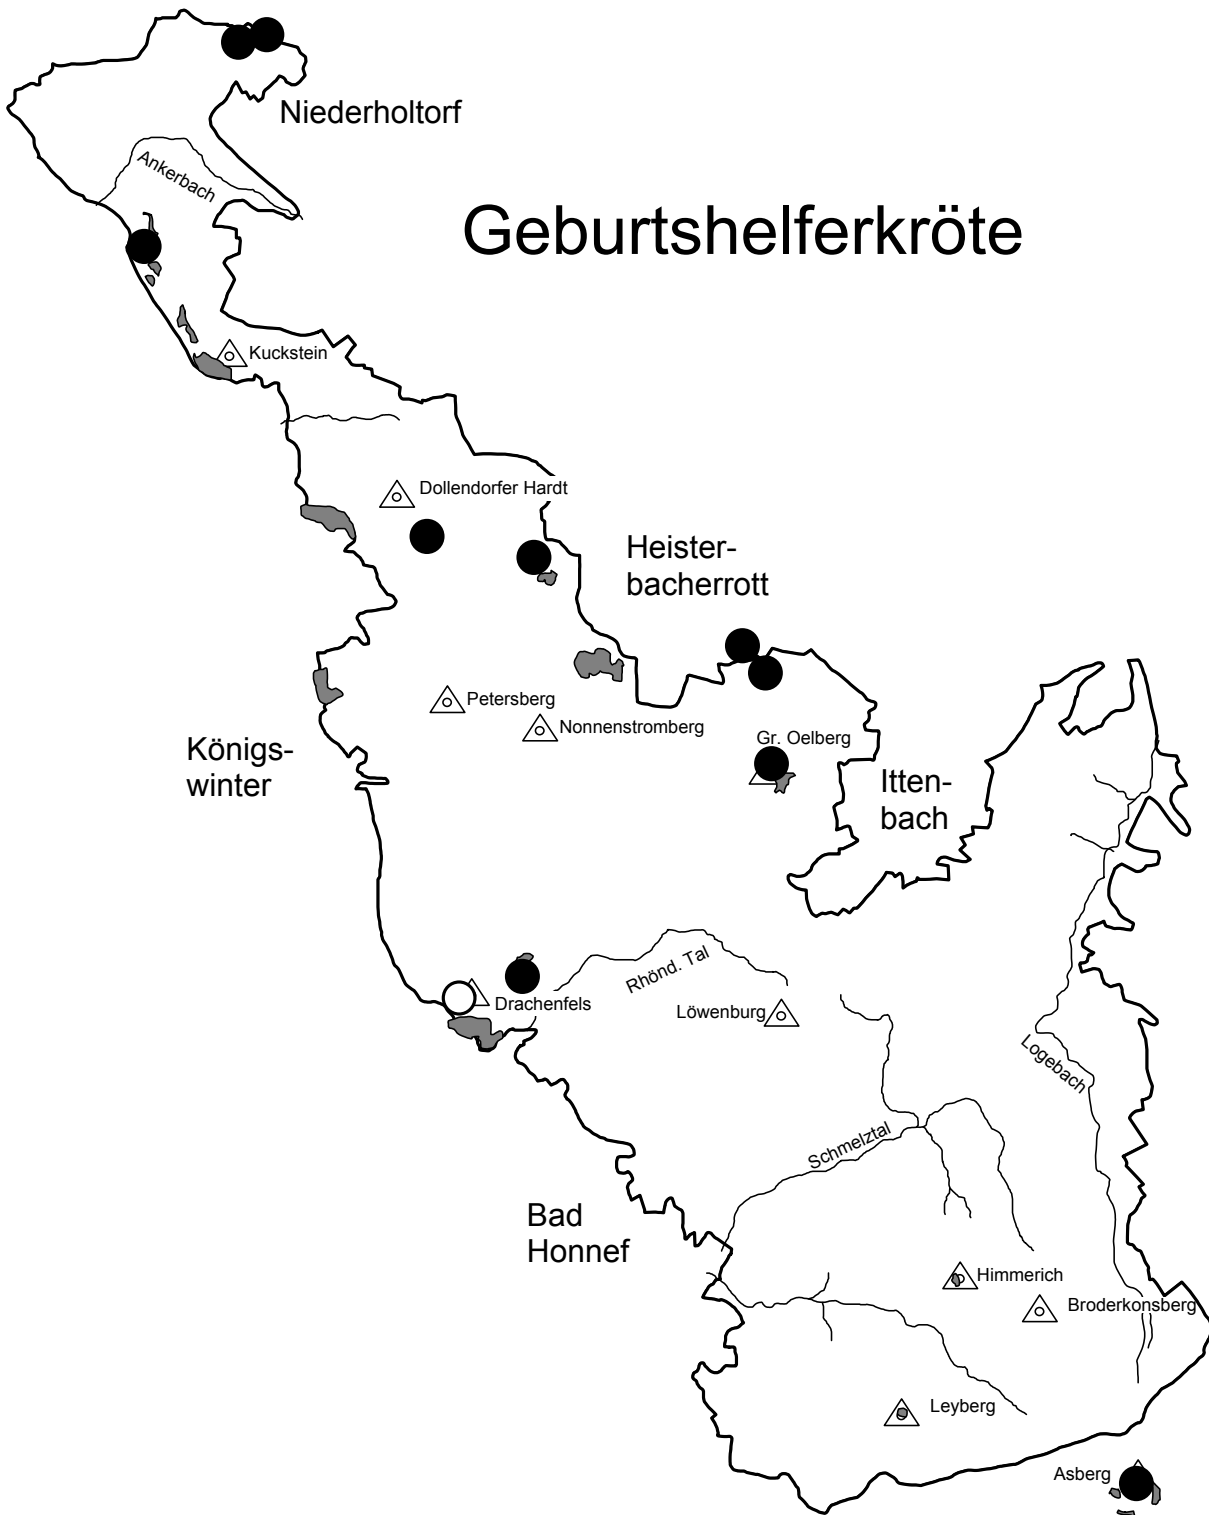 Niederholtorf
Ankerbach
Geburtshelferkröte
Kuckstein
Dollendorfer Hardt
Heister-
bacherrott
Petersberg
Nonnenstromberg
Gr. Oelberg
Königs-
winter
Itten-
bach
Rhönd. Tal
Drachenfels
Löwenburg
Logebach
Schmelztal
Bad
Honnef
Himmerich
Broderkonsberg
Leyberg
Asberg